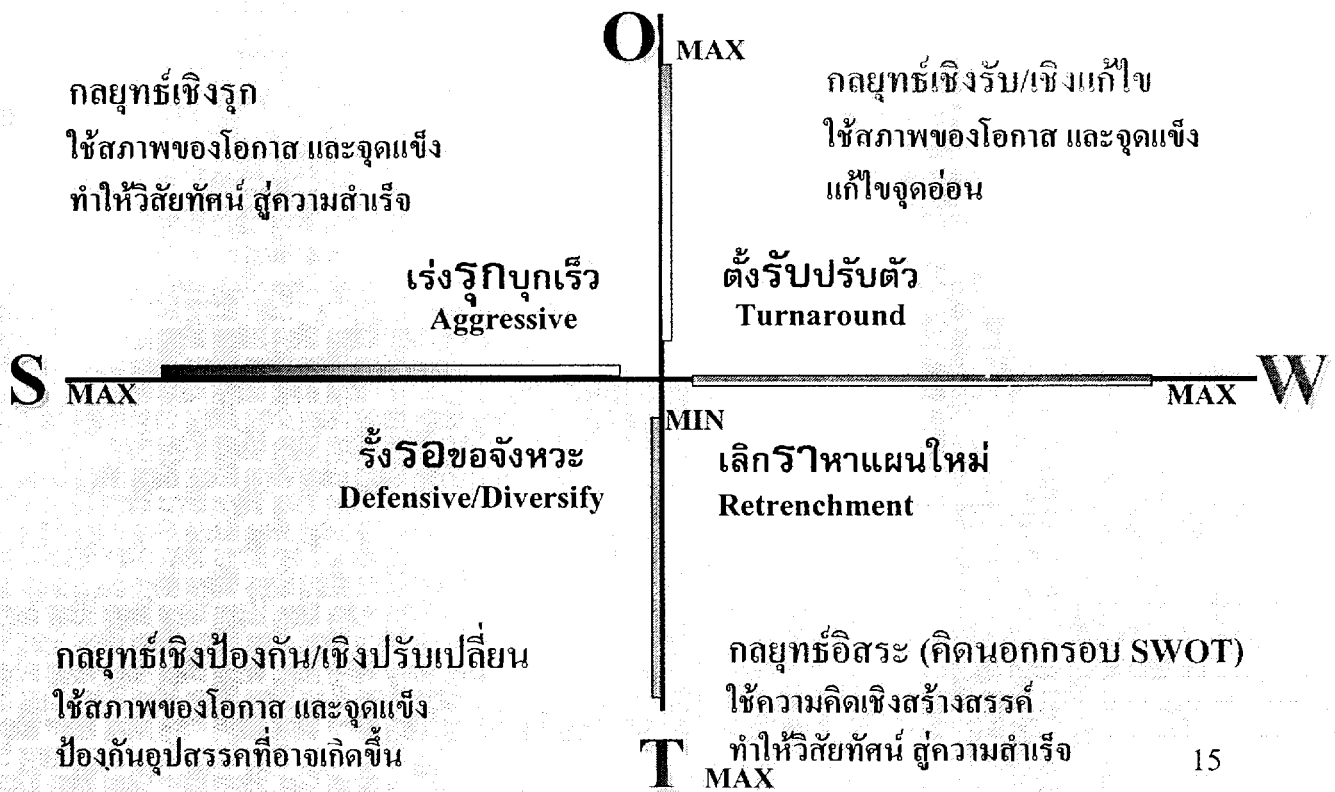 O
MAX
กลยุทธ์เชิงรุก
ใช้สภาพของโอกาส และจุดแข็ง
ทำให้วิสัยทัศน์ สู่ความสำเร็จ
กลยุทธ์เชิงรับ/เชิงแก้ไข
ใช้สภาพของโอกาส และจุดแข็ง
แก้ไขจุดอ่อน
เร่งรุกบุกเร็ว
Aggressive
ตั้งรับปรับตัว
Turnaround
S MAX
MAX W
MIN
รั้งรอขอจังหวะ
Defensive/Diversify
เลิกราหาแผนใหม่
Retrenchment
กลยุทธ์เชิงป้องกัน/เชิงปรับเปลี่ยน
ใช้สภาพของโอกาส และจุดแข็ง
ป้องกันอุปสรรคที่อาจเกิดขึ้น
กลยุทธ์อิสระ (คิดนอกกรอบ SWOT)
ใช้ความคิดเชิงสร้างสรรค์
ทำให้วิสัยทัศน์ สู่ความสำเร็จ
T MAX
15